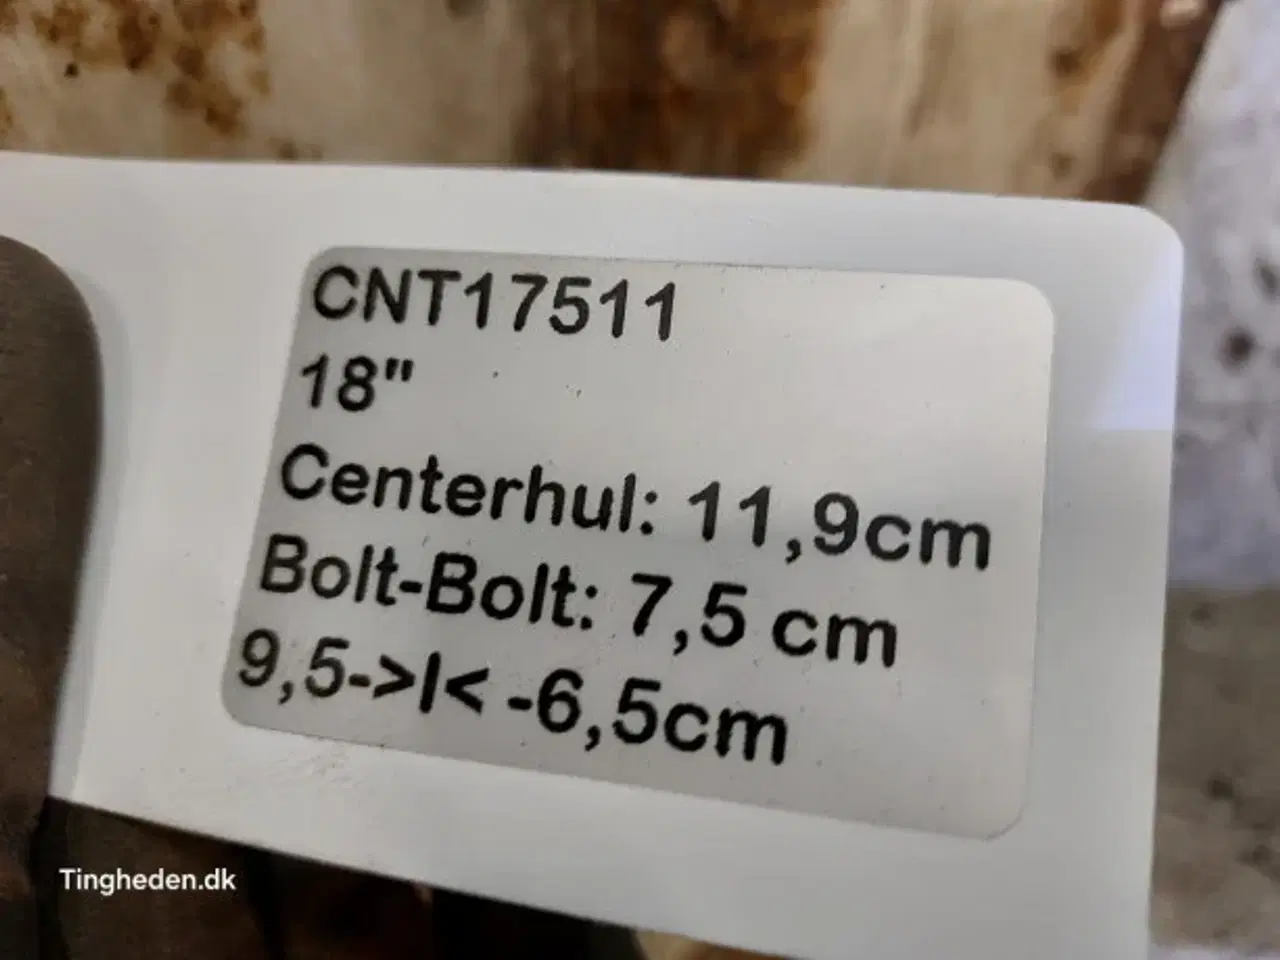 CNT17511
18"
Centerhul: 11,9cm
Bolt-Bolt: 7,5 cm
9,5->|< -6,5cm
Tingheden.dk